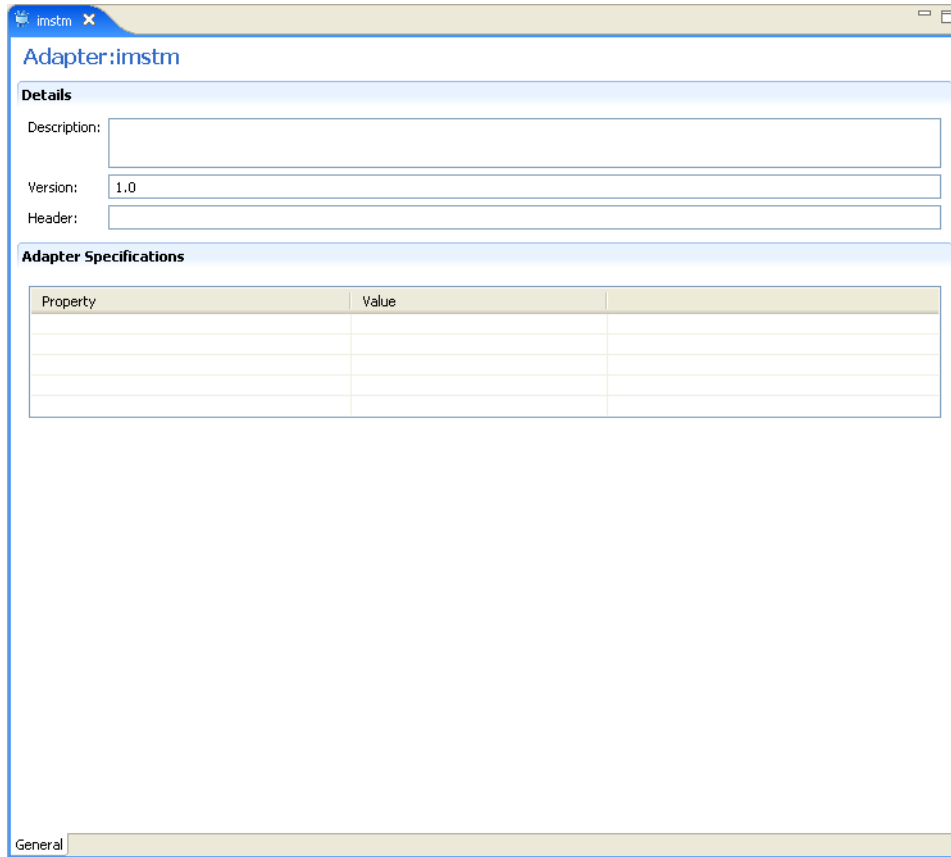 imstm
Adapter:imstm
Details
Description:
Version: 1.0
Header:
Adapter Specifications
Property Value
General